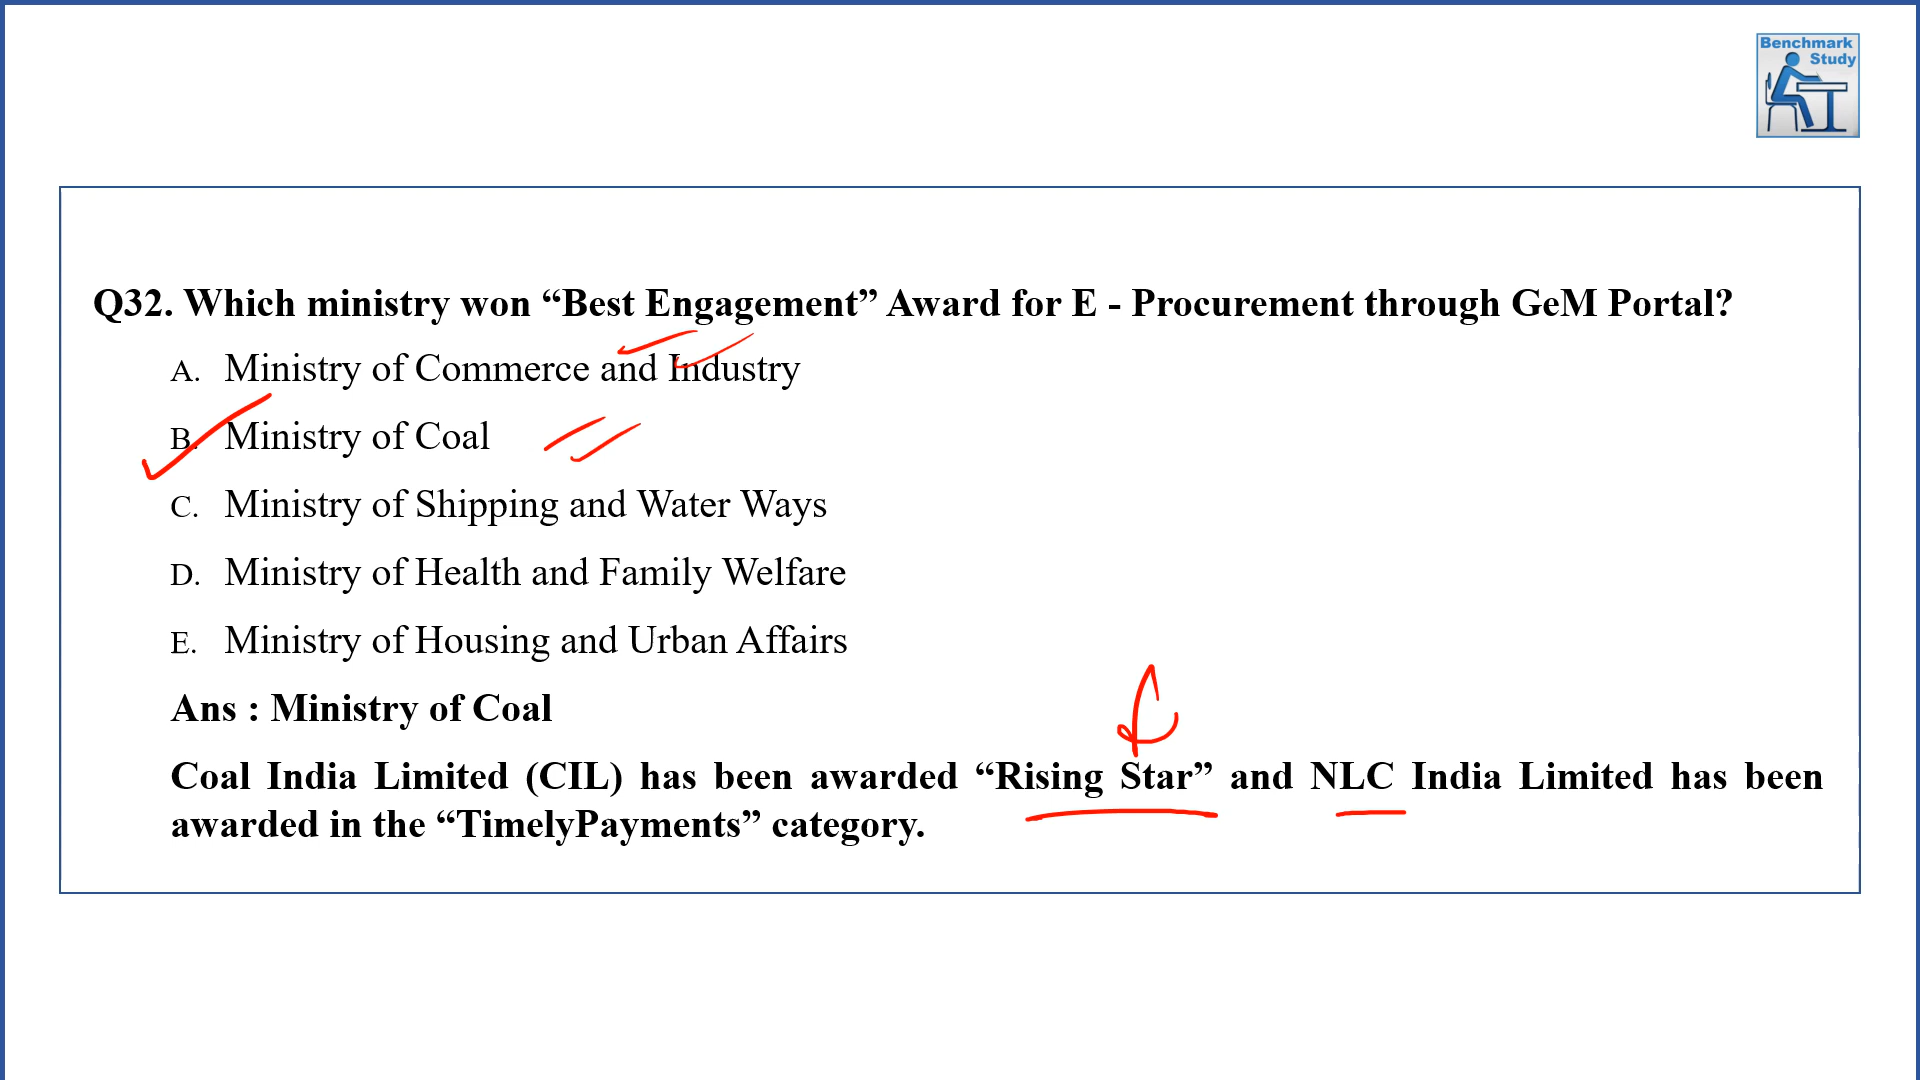 Benchmark
Study
Q32. Which ministry won “Best Engagement” Award for E - Procurement through GeM Portal?
A. Ministry of Commerce and Industry
B. Ministry of Coal
C. Ministry of Shipping and Water Ways
D. Ministry of Health and Family Welfare
E. Ministry of Housing and Urban Affairs
Ans : Ministry of Coal
Coal India Limited (CIL) has been awarded “Rising Star” and NLC India Limited has been
awarded in the “TimelyPayments” category.